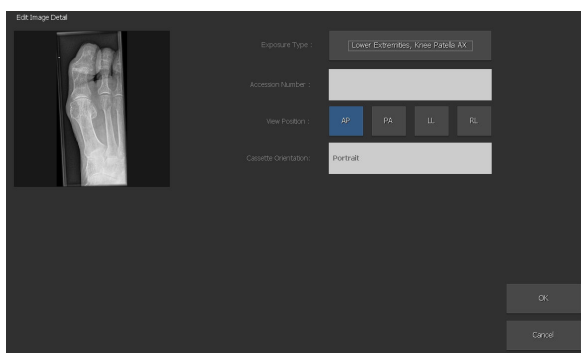 Edit Image Detail
Exposure Type :
Lower Extremities, Knee Patella AX
Accession Number :
View Position :
AP
PA
LL
RL
Cassette Orientation:
Portrait
OK
Cancel